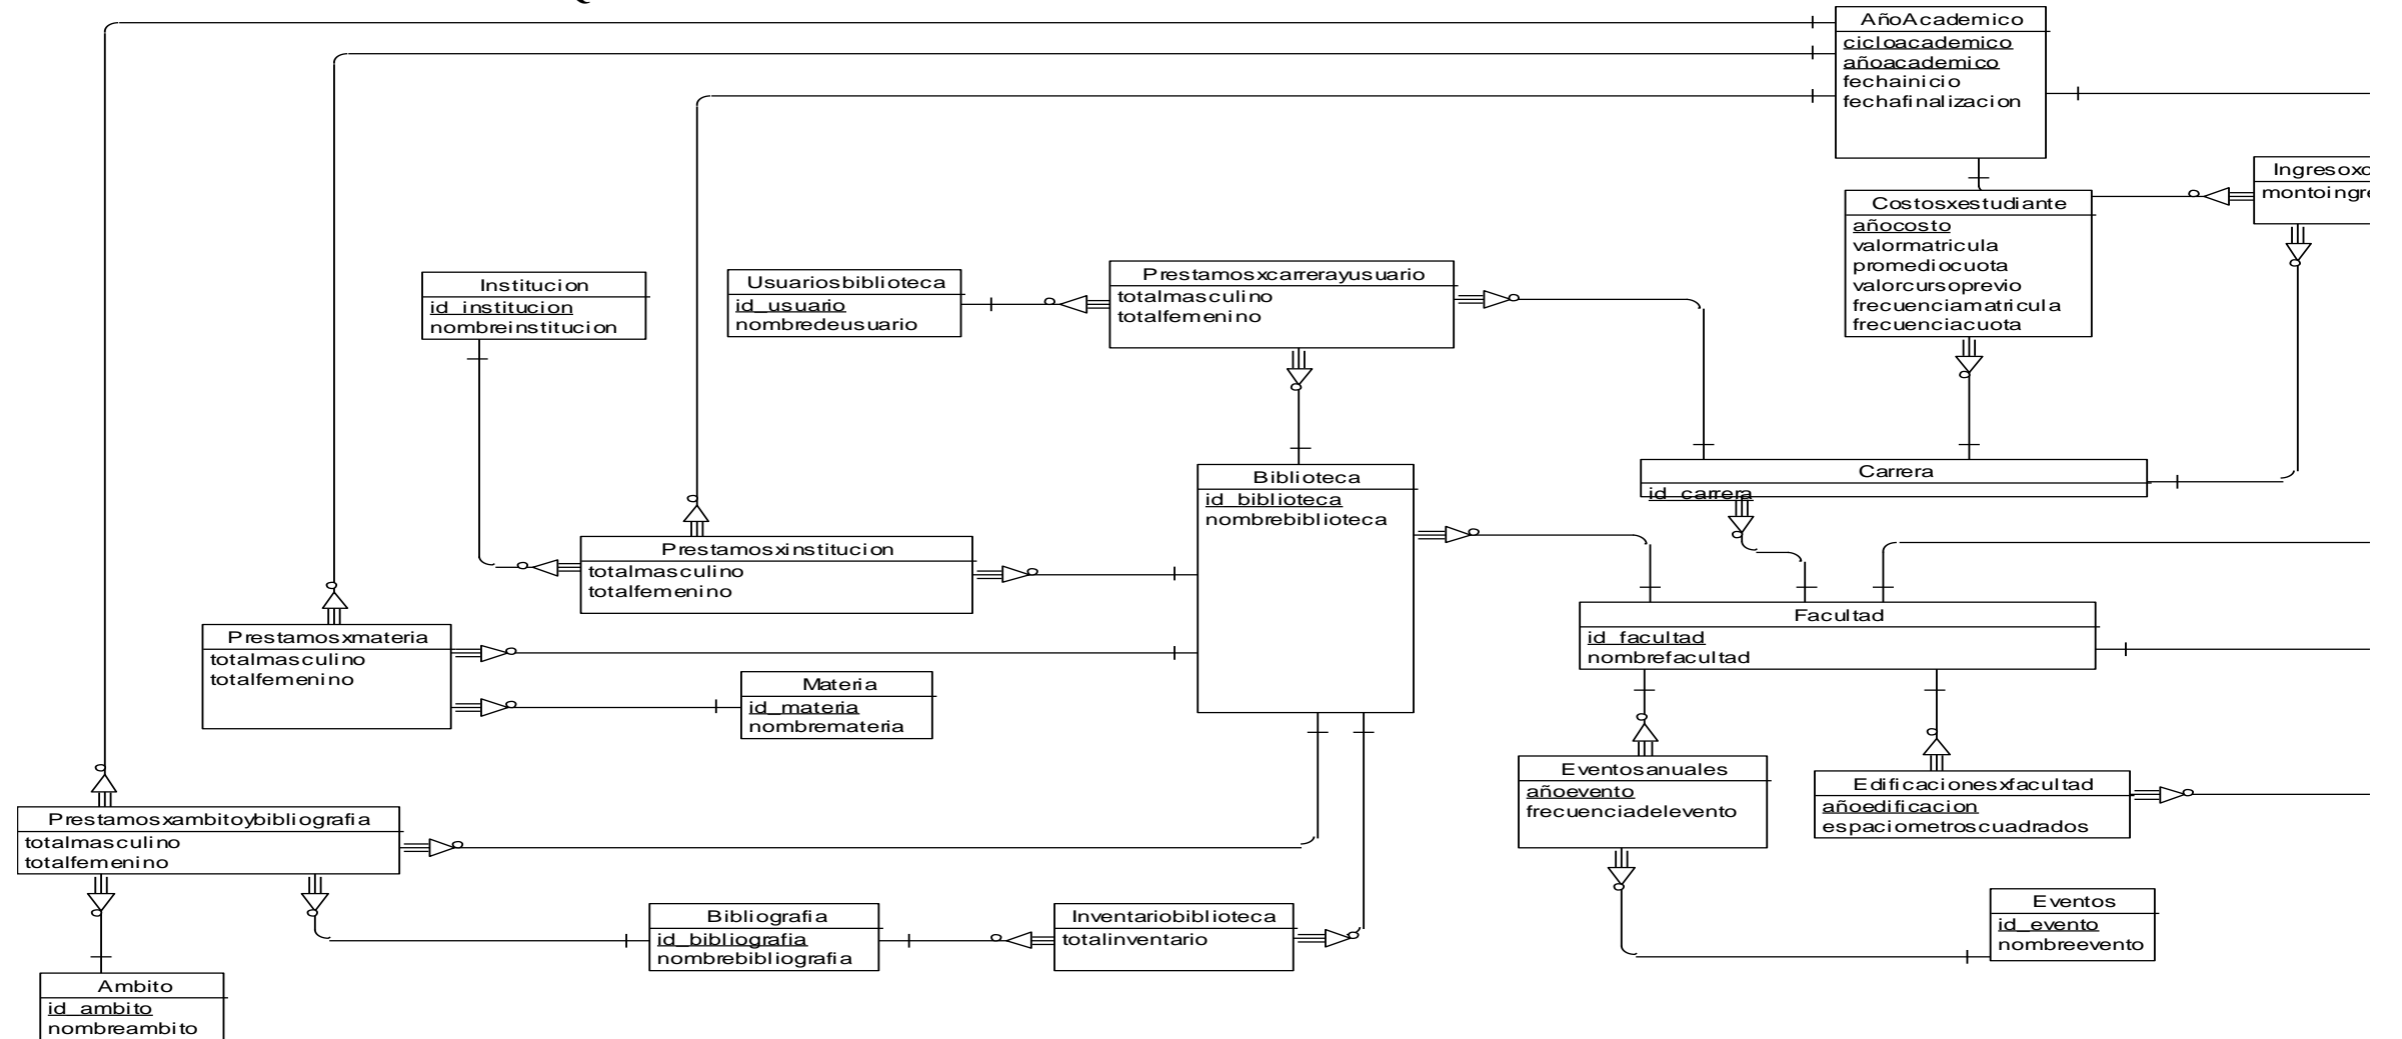 AñoAcademico
cicloacademico
añoacademico
fechainicio
fechafinalizacion
Ingresoxc
montoingre
Costosxestudiante
añocosto
valormatricula
promediocuota
valorcursoprevio
frecuenciamatricula
frecuenciacuota
Institucion
id_institucion
nombreinstitucion
Usuariosbiblioteca
id_usuario
nombredeusuario
Prestamosxcarrerayusuario
totalmasculino
totalfemenino
Carrera
id_carrera
Biblioteca
id_biblioteca
nombrebiblioteca
Prestamosxinstitucion
totalmasculino
totalfemenino
Facultad
id_facultad
nombrefacultad
Prestamosxmateria
totalmasculino
totalfemenino
Materia
id_materia
nombremateria
Eventosanuales
añoevento
frecuenciadelevento
Edificacionesxfacultad
añoedificacion
espaciometroscuadrados
Prestamosxambitoybibliografia
totalmasculino
totalfemenino
Bibliografia
id_bibliografia
nombrebibliografia
Inventariobiblioteca
totalinventario
Eventos
id_evento
nombreevento
Ambito
id_ambito
nombreambito